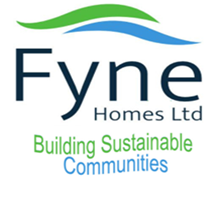 Fyne
Homes Ltd
Building Sustainable
Communities